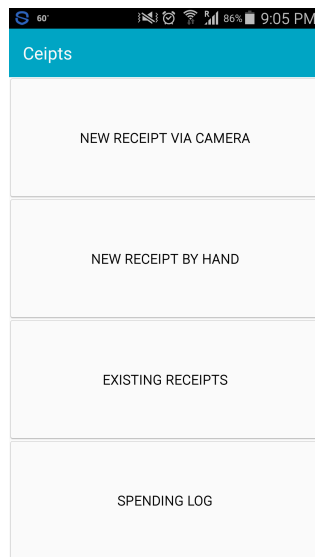 60° R 86% 9:05 PM
Ceipts
NEW RECEIPT VIA CAMERA
NEW RECEIPT BY HAND
EXISTING RECEIPTS
SPENDING LOG